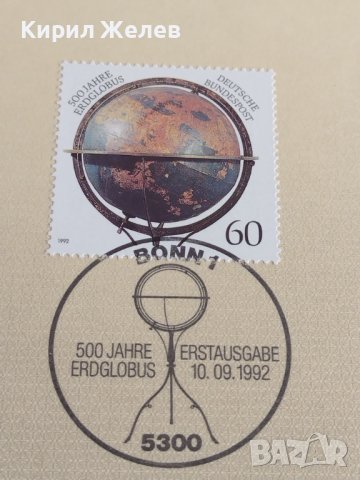 Кирил Желев
500 JAHRE
ERDGLOBUS
DEUTSCHE
BUNDESPOST
1992
60
BONN 1
500 JAHRE ERSTAUSGABE
ERDGLOBUS 10.09.1992
5300
BAZAR